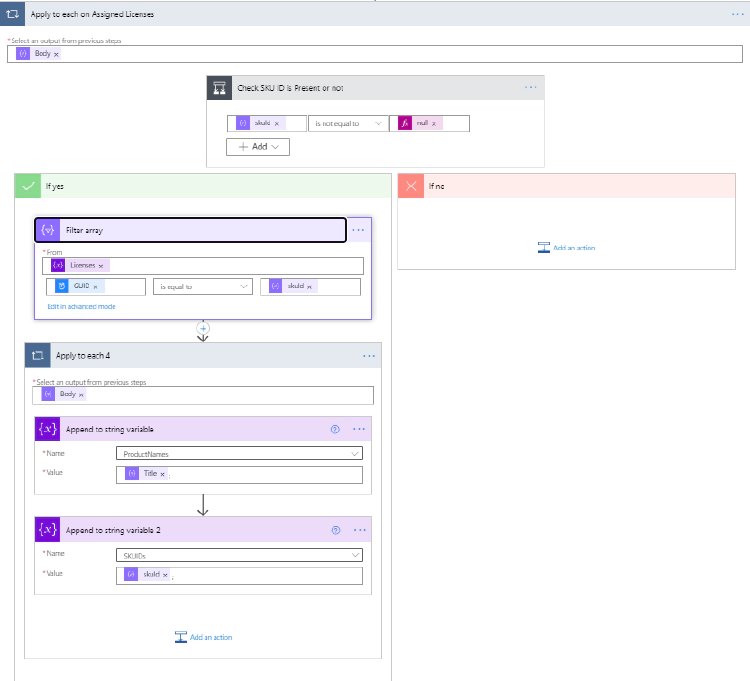 Apply to each on Assigned Licenses
* Select an output from previous steps
Body ×
Check SKU ID is Present or not
skuId × is not equal to fx null ×
+ Add
If yes
If no
Filter array
Add an action
* From
{x} Licenses ×
GUID × is equal to skuId ×
Edit in advanced mode
Apply to each 4
* Select an output from previous steps
Body ×
{x} Append to string variable
* Name ProductNames
* Value Title × ;
{x} Append to string variable 2
* Name SKUIDs
* Value skuId × ;
Add an action